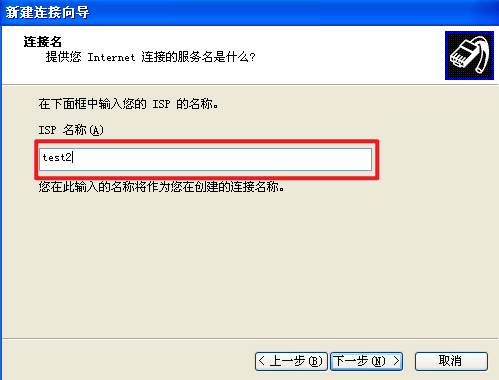 新建连接向导
连接名
提供您 Internet 连接的服务名是什么?
在下面框中输入您的 ISP 的名称。
ISP 名称(A)
test2
您在此输入的名称将作为您在创建的连接名称。
< 上一步(B) 下一步(N) > 取消